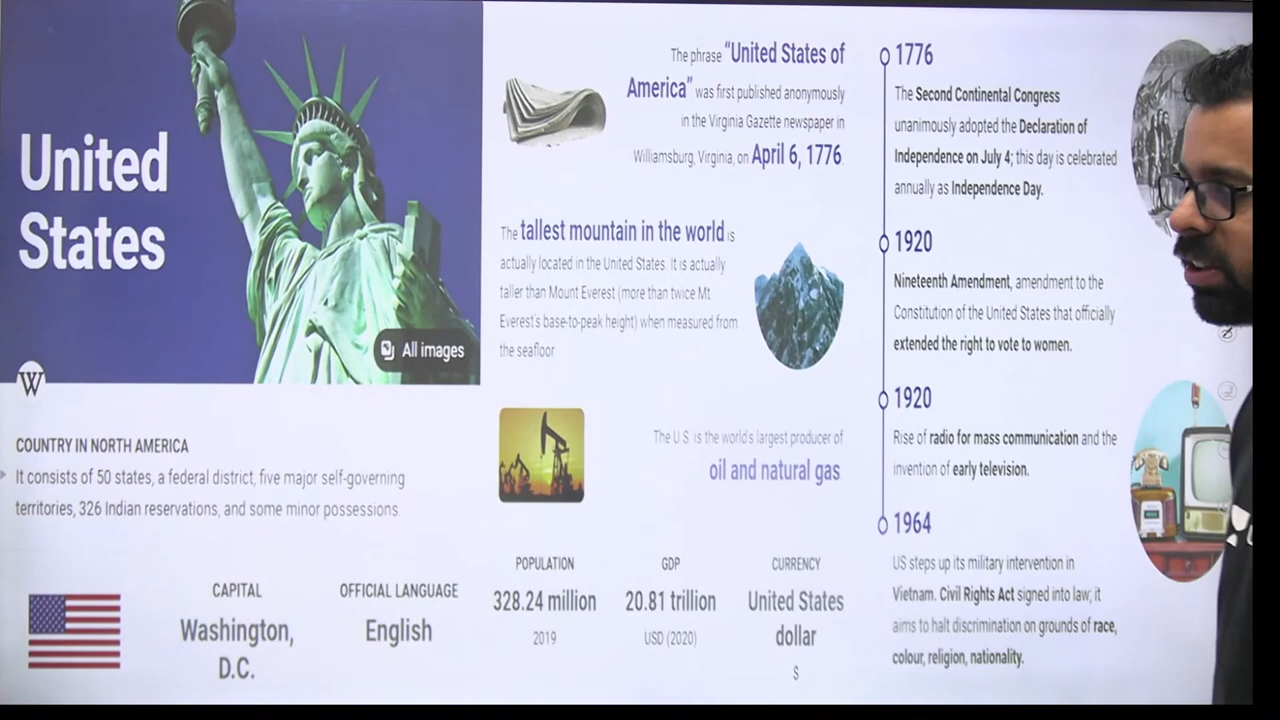 United
States
All images
W
COUNTRY IN NORTH AMERICA
It consists of 50 states, a federal district, five major self-governing
territories, 326 Indian reservations, and some minor possessions.
CAPITAL
Washington,
D.C.
OFFICIAL LANGUAGE
English
The phrase “United States of
America” was first published anonymously
in the Virginia Gazette newspaper in
Williamsburg, Virginia, on April 6, 1776.
The tallest mountain in the world is
actually located in the United States. It is actually
taller than Mount Everest (more than twice Mt.
Everest's base-to-peak height) when measured from
the seafloor
The U.S. is the world's largest producer of
oil and natural gas
POPULATION
328.24 million
2019
GDP
20.81 trillion
USD (2020)
CURRENCY
United States
dollar
$
1776
The Second Continental Congress
unanimously adopted the Declaration of
Independence on July 4; this day is celebrated
annually as Independence Day.
1920
Nineteenth Amendment, amendment to the
Constitution of the United States that officially
extended the right to vote to women.
1920
Rise of radio for mass communication and the
invention of early television.
1964
US steps up its military intervention in
Vietnam. Civil Rights Act signed into law; it
aims to halt discrimination on grounds of race,
colour, religion, nationality.